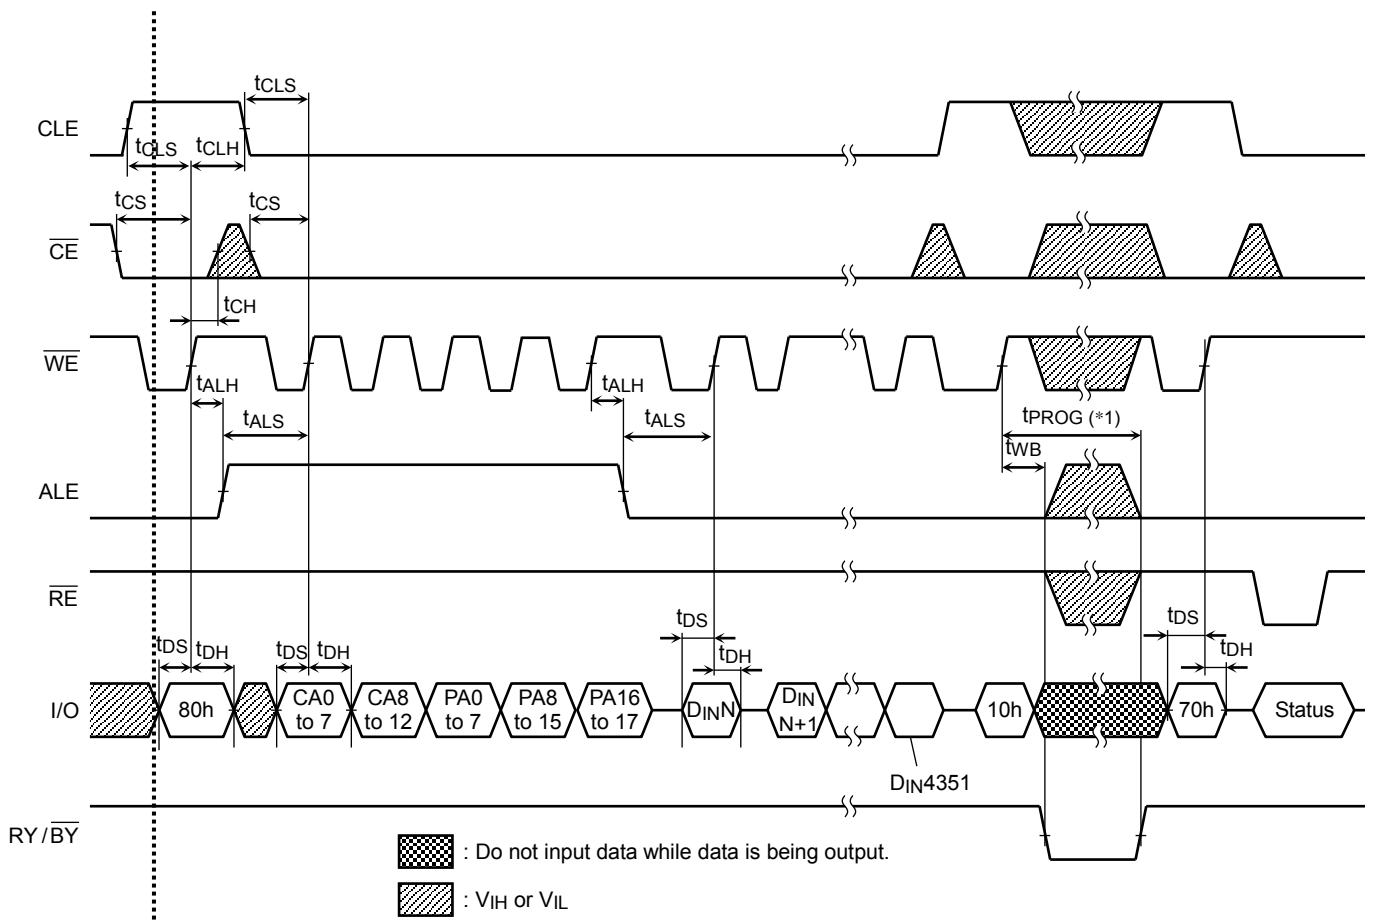 tCLS
CLE
tCLS tCLH
tCS tCS
CE
tCH
WE
tALH tALH
tALS tALS tPROG (*1)
tWB
ALE
RE
tDS tDH tDS tDH tDS tDH tDS tDH
I/O 80h CA0 to 7 CA8 to 12 PA0 to 7 PA8 to 15 PA16 to 17 DINN DIN N+1 10h 70h Status
DIN4351
RY/BY
: Do not input data while data is being output.
: VIH or VIL